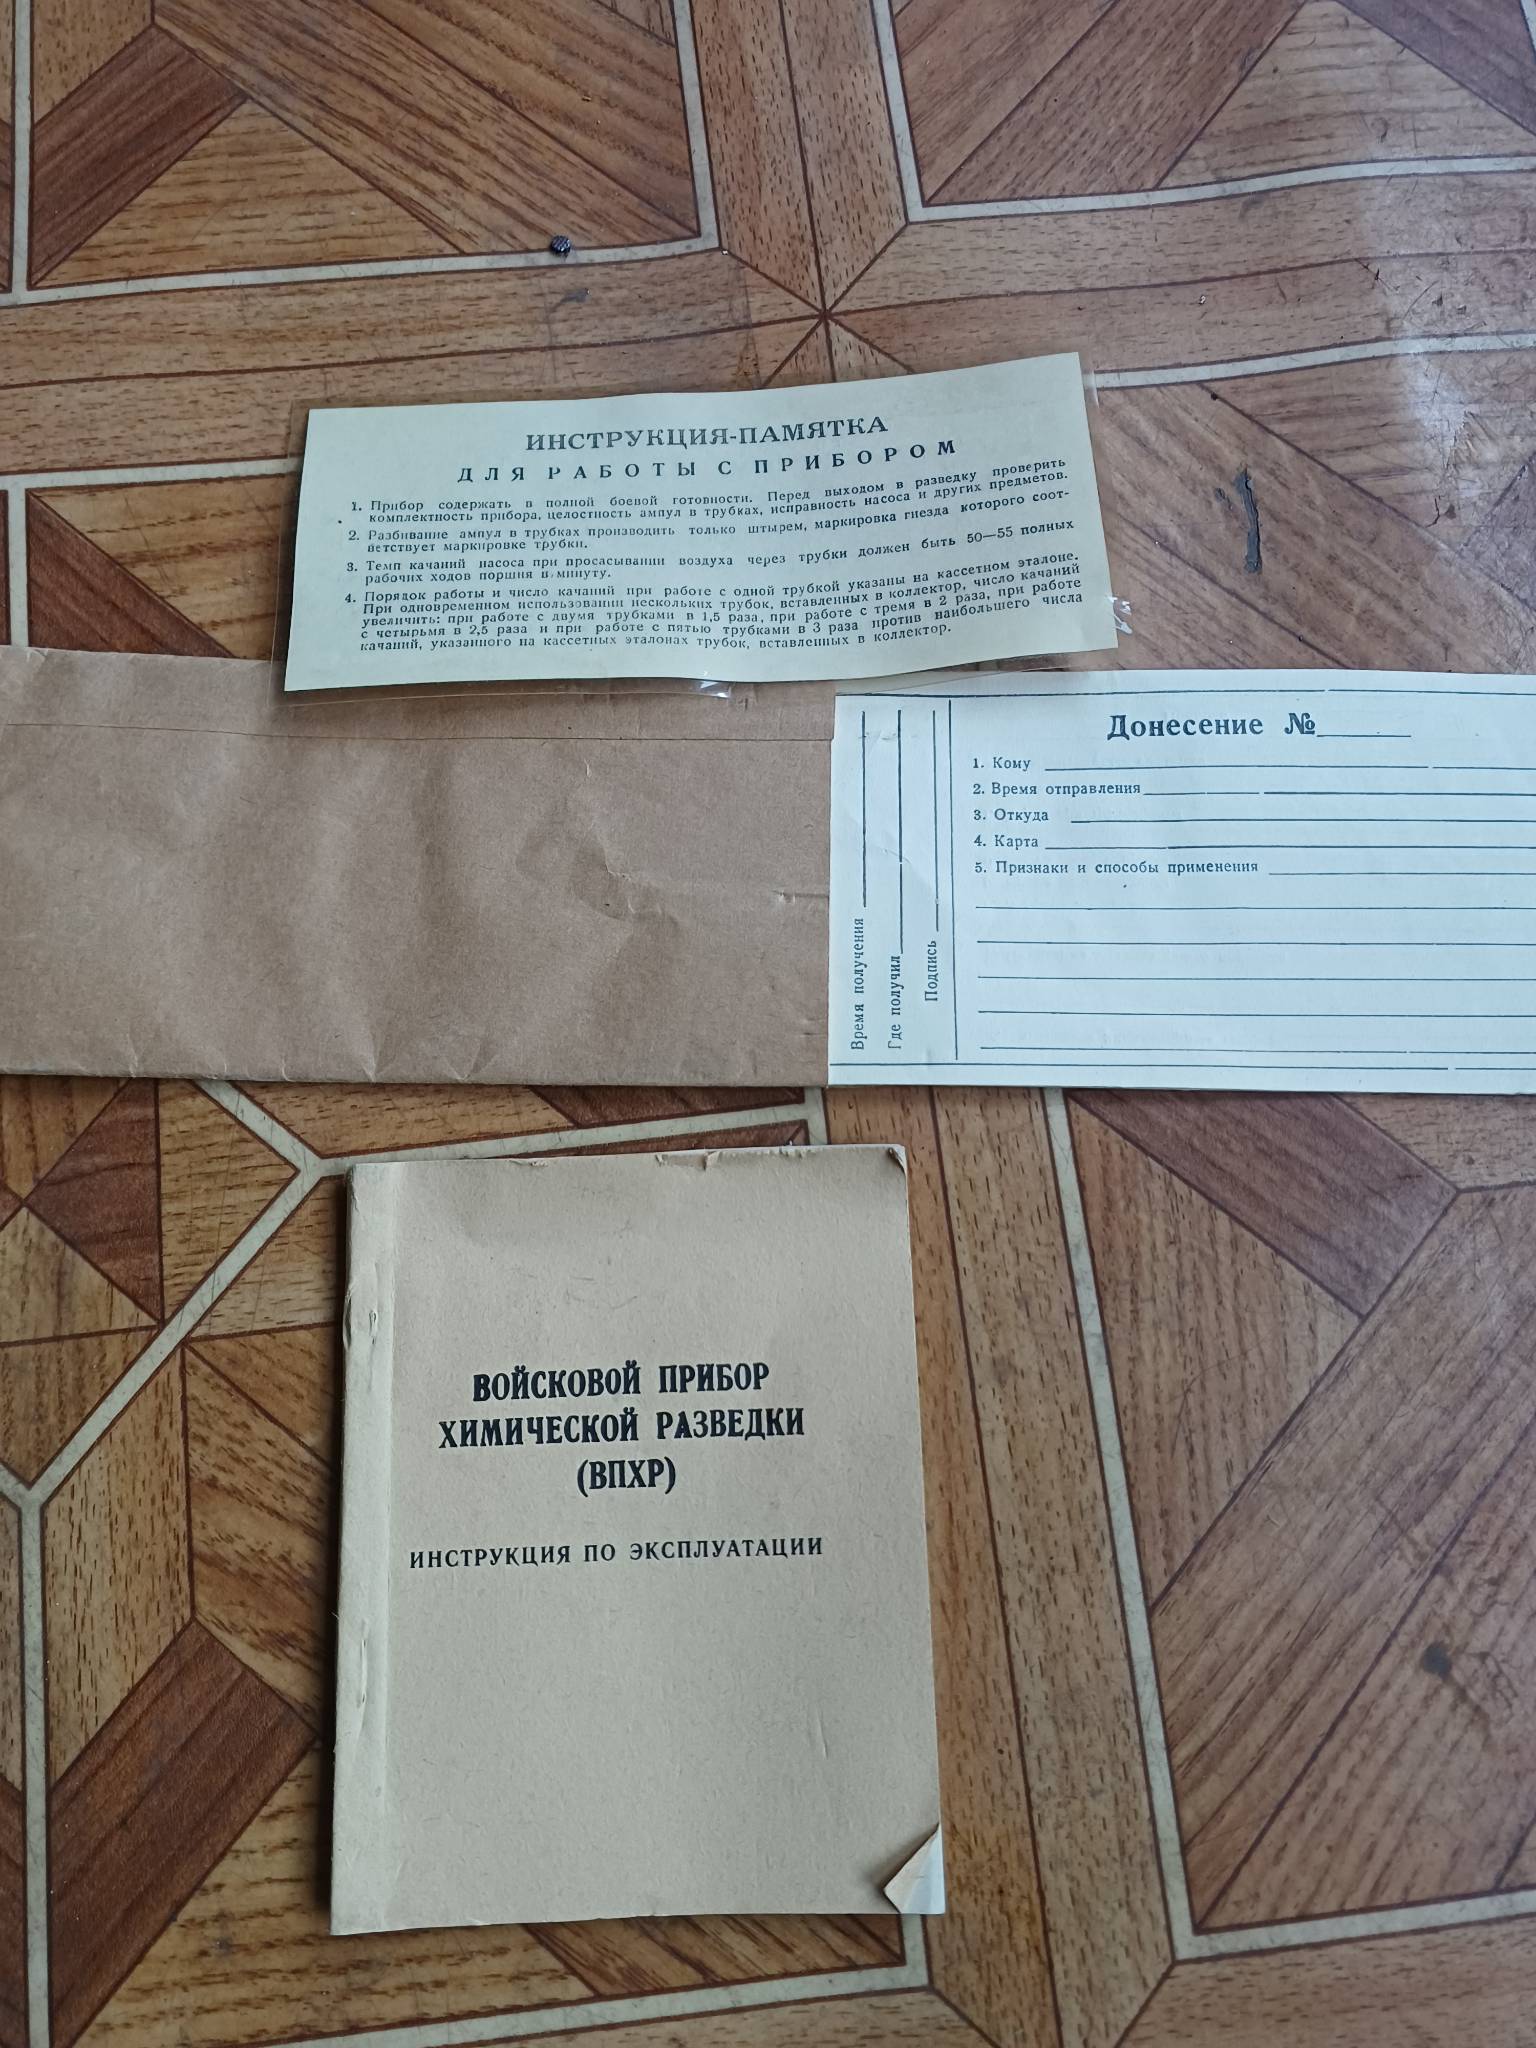 ИНСТРУКЦИЯ-ПАМЯТКА
ДЛЯ РАБОТЫ С ПРИБОРОМ
1. Прибор содержать в полной боевой готовности. Перед выходом в разведку проверить
комплектность прибора, целостность ампул в трубках, исправность насоса и других предметов.
2. Разбивание ампул в трубках производить только штырем, маркировка гнезда которого соот-
ветствует маркировке трубки.
3. Темп качаний насоса при просасывании воздуха через трубки должен быть 50—55 полных
рабочих ходов поршня в минуту.
4. Порядок работы и число качаний при работе с одной трубкой указаны на кассетном эталоне.
При одновременном использовании нескольких трубок, вставленных в коллектор, число качаний
увеличить: при работе с двумя трубками в 1,5 раза, при работе с тремя в 2 раза, при работе
с четырьмя в 2,5 раза и при работе с пятью трубками в 3 раза против наибольшего числа
качаний, указанного на кассетных эталонах трубок, вставленных в коллектор.
Время получения
Где получил
Подпись
Донесение №
1. Кому
2. Время отправления
3. Откуда
4. Карта
5. Признаки и способы применения
ВОЙСКОВОЙ ПРИБОР
ХИМИЧЕСКОЙ РАЗВЕДКИ
(ВПХР)
ИНСТРУКЦИЯ ПО ЭКСПЛУАТАЦИИ